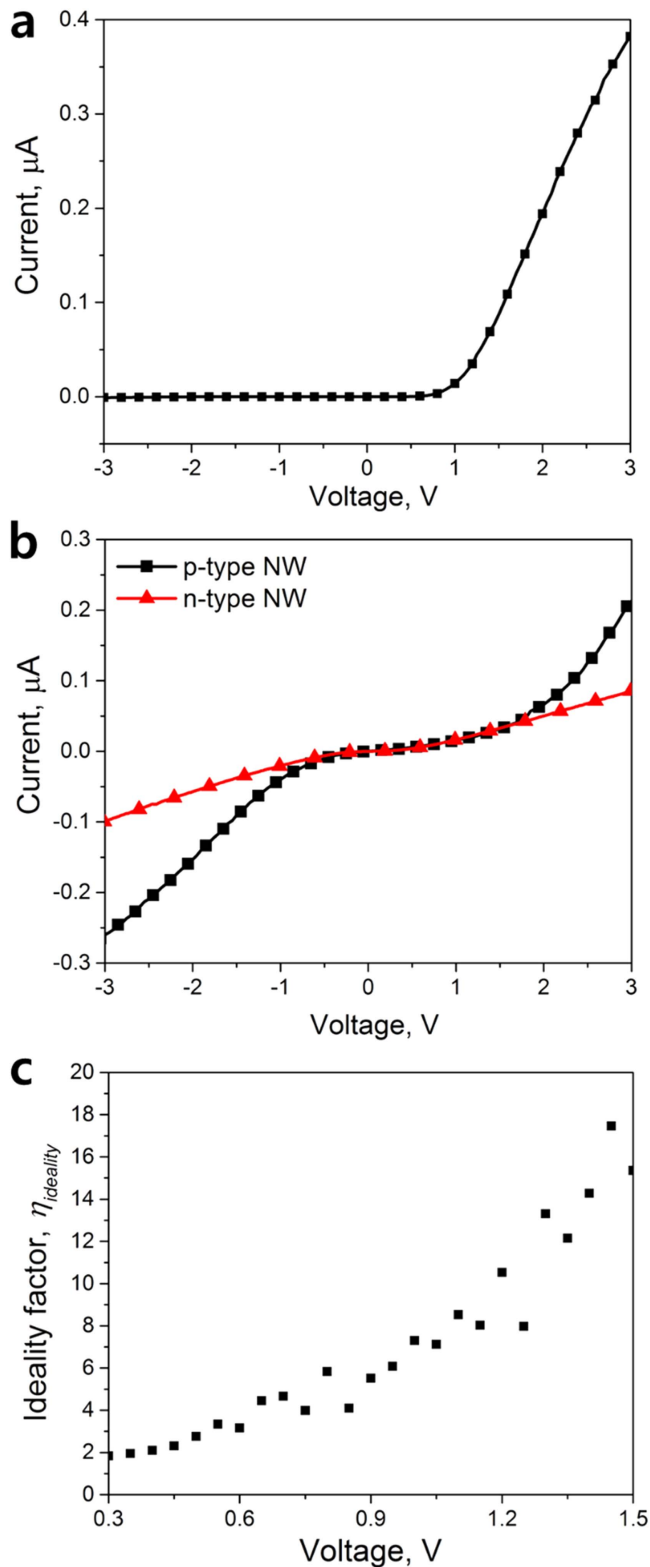 a
0.4
0.3
0.2
0.1
0.0
Current, μA
-3 -2 -1 0 1 2 3
Voltage, V
b
0.3
0.2
0.1
0.0
-0.1
-0.2
-0.3
p-type NW
n-type NW
Current, μA
-3 -2 -1 0 1 2 3
Voltage, V
c
20
18
16
14
12
10
8
6
4
2
0
Ideality factor, η ideality
0.3 0.6 0.9 1.2 1.5
Voltage, V